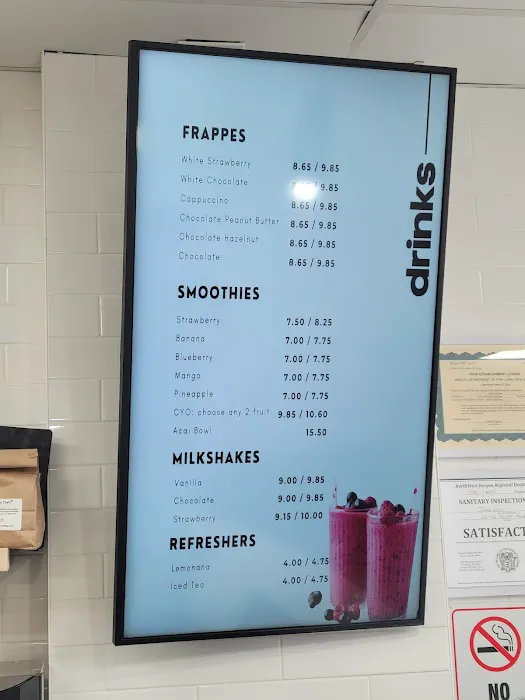 drinks
FRAPPES
White Strawberry 8.65 / 9.85
White Chocolate / 9.85
Cappuccino 8.65 / 9.85
Chocolate Peanut Butter 8.65 / 9.85
Chocolate Hazelnut 8.65 / 9.85
Chocolate 8.65 / 9.85
SMOOTHIES
Strawberry 7.50 / 8.25
Banana 7.00 / 7.75
Blueberry 7.00 / 7.75
Mango 7.00 / 7.75
Pineapple 7.00 / 7.75
CYO: choose any 2 fruit 9.85 / 10.60
Acai Bowl 15.50
MILKSHAKES
Vanilla 9.00 / 9.85
Chocolate 9.00 / 9.85
Strawberry 9.15 / 10.00
REFRESHERS
Lemonana 4.00 / 4.75
Iced Tea 4.00 / 4.75
SANITARY INSPECTION
SATISFACT
NO